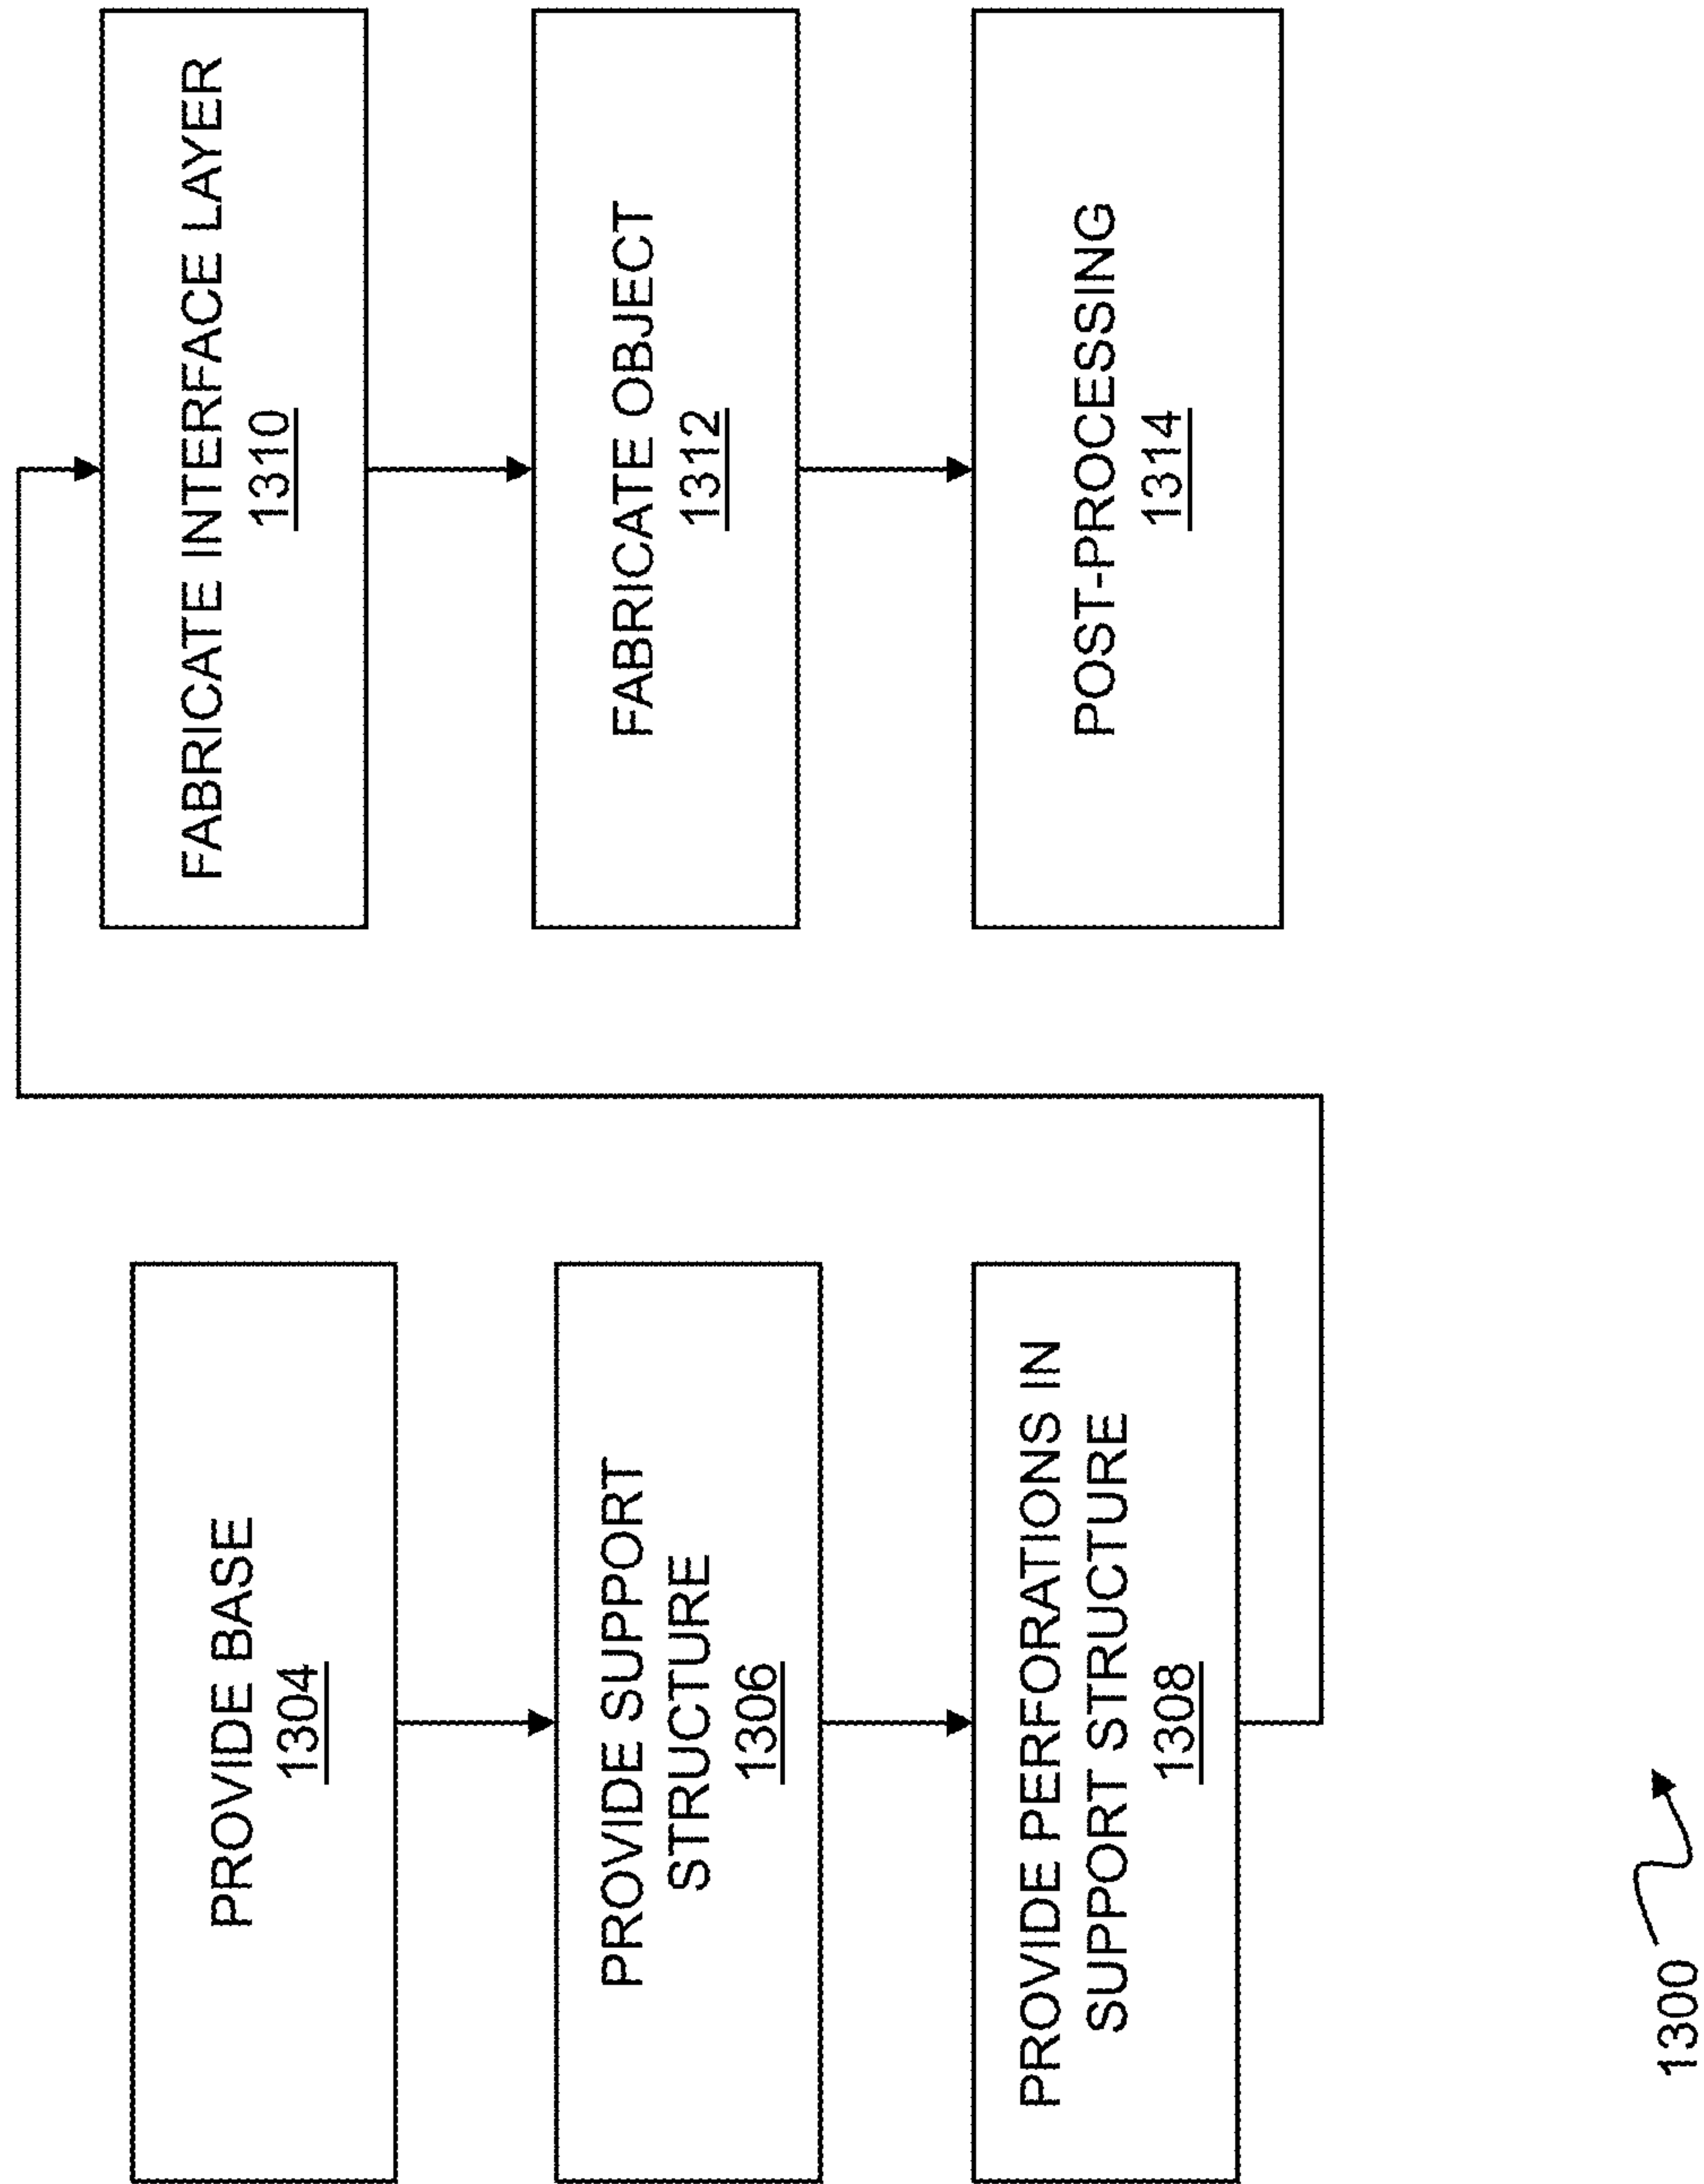 PROVIDE BASE
1304
PROVIDE SUPPORT
STRUCTURE
1306
PROVIDE PERFORATIONS IN
SUPPORT STRUCTURE
1308
FABRICATE INTERFACE LAYER
1310
FABRICATE OBJECT
1312
POST-PROCESSING
1314
1300